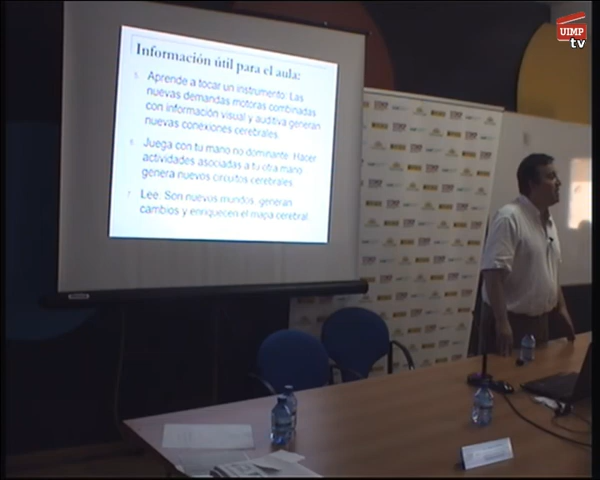 UIMP
tv
Información útil para el aula:
5. Aprende a tocar un instrumento: Las
nuevas demandas motoras combinadas
con información visual y auditiva generan
nuevas conexiones cerebrales.
6. Juega con tu mano no dominante. Hacer
actividades asociadas a tu otra mano
genera nuevos circuitos cerebrales.
7. Lee. Son nuevos mundos, generan
cambios y enriquecen el mapa cerebral.